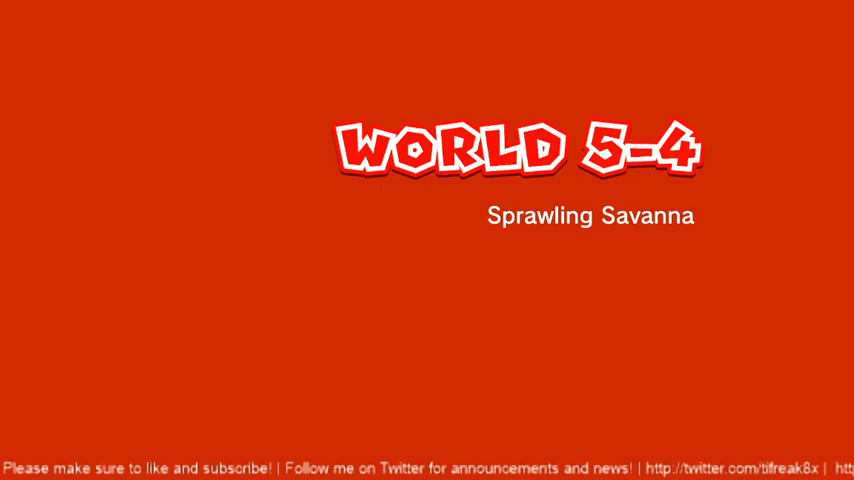 WORLD 5-4
Sprawling Savanna
Please make sure to like and subscribe! | Follow me on Twitter for announcements and news! | http://twitter.com/tifreak8x | htt